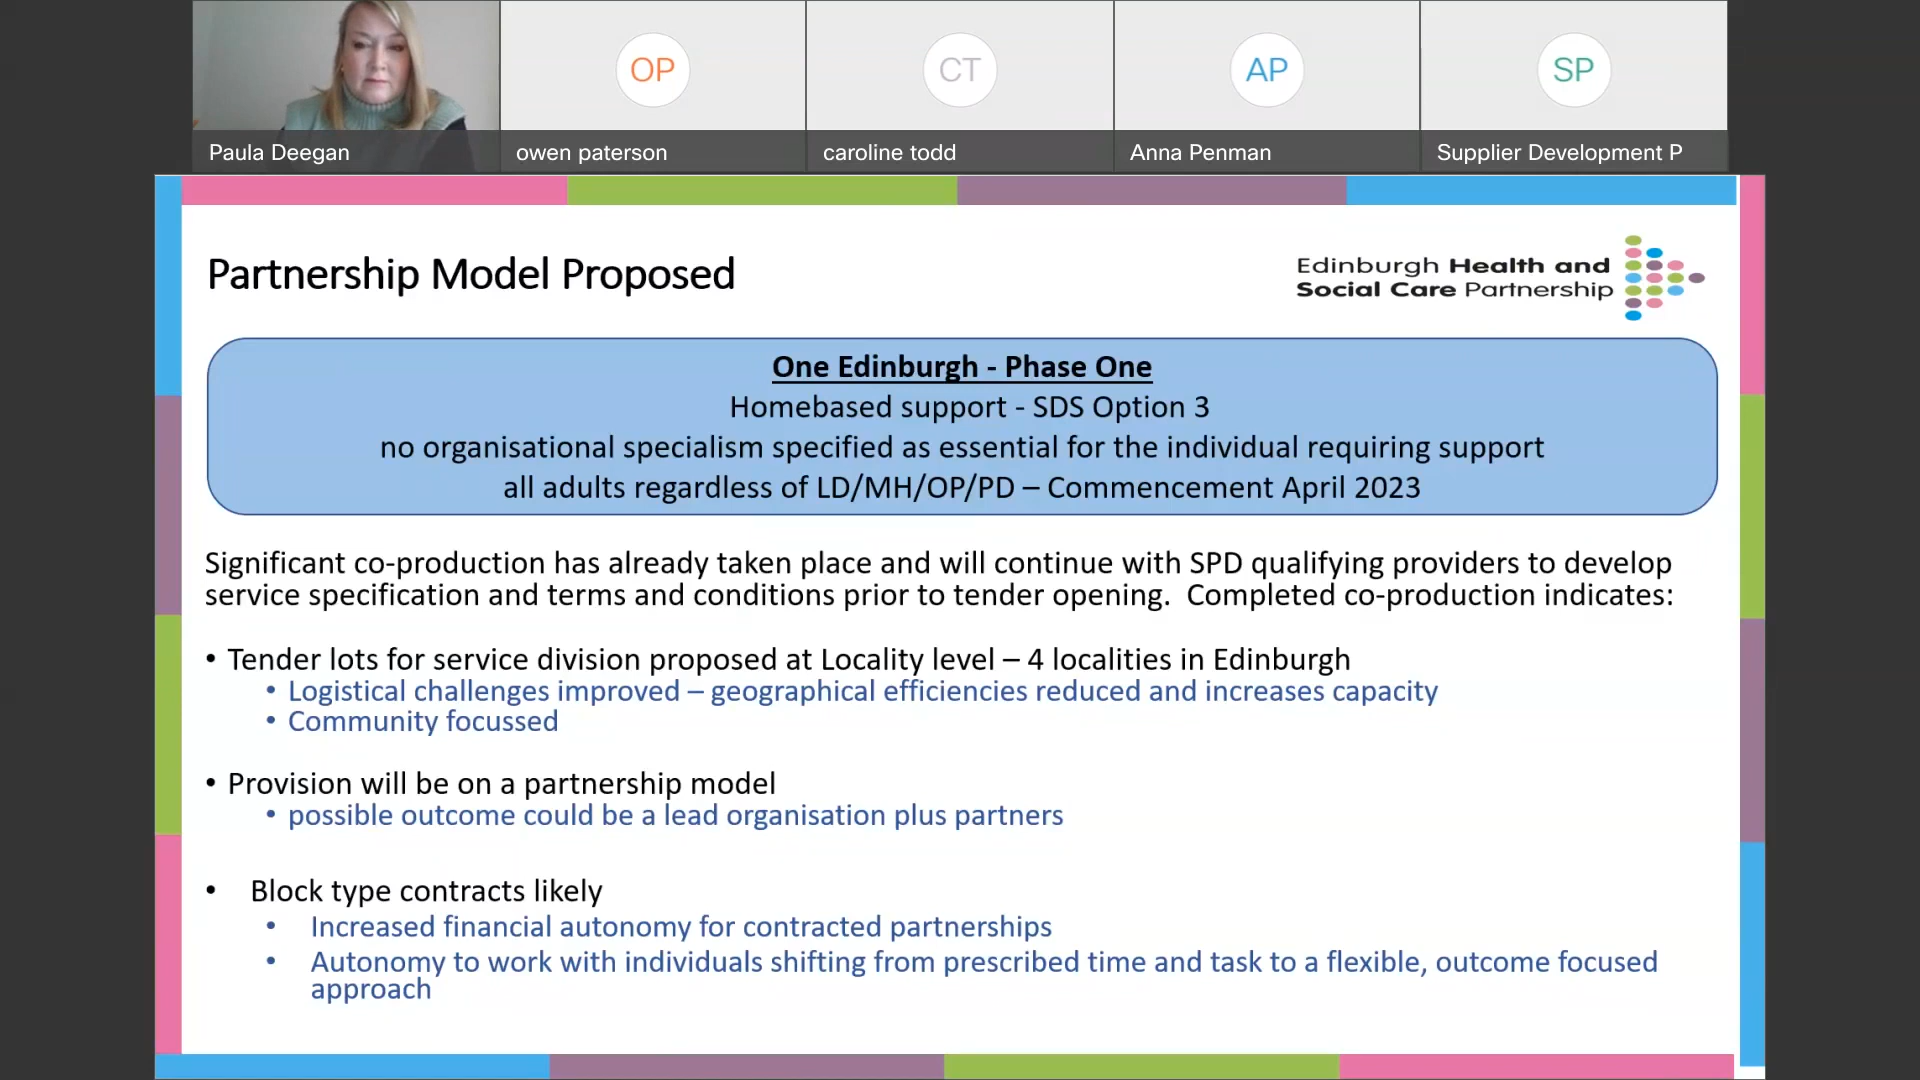 OP
CT
AP
SP
Paula Deegan
owen paterson
caroline todd
Anna Penman
Supplier Development P
Partnership Model Proposed
Edinburgh Health and
Social Care Partnership
One Edinburgh - Phase One
Homebased support - SDS Option 3
no organisational specialism specified as essential for the individual requiring support
all adults regardless of LD/MH/OP/PD – Commencement April 2023
Significant co-production has already taken place and will continue with SPD qualifying providers to develop
service specification and terms and conditions prior to tender opening. Completed co-production indicates:
• Tender lots for service division proposed at Locality level – 4 localities in Edinburgh
• Logistical challenges improved – geographical efficiencies reduced and increases capacity
• Community focussed
• Provision will be on a partnership model
• possible outcome could be a lead organisation plus partners
• Block type contracts likely
• Increased financial autonomy for contracted partnerships
• Autonomy to work with individuals shifting from prescribed time and task to a flexible, outcome focused
approach